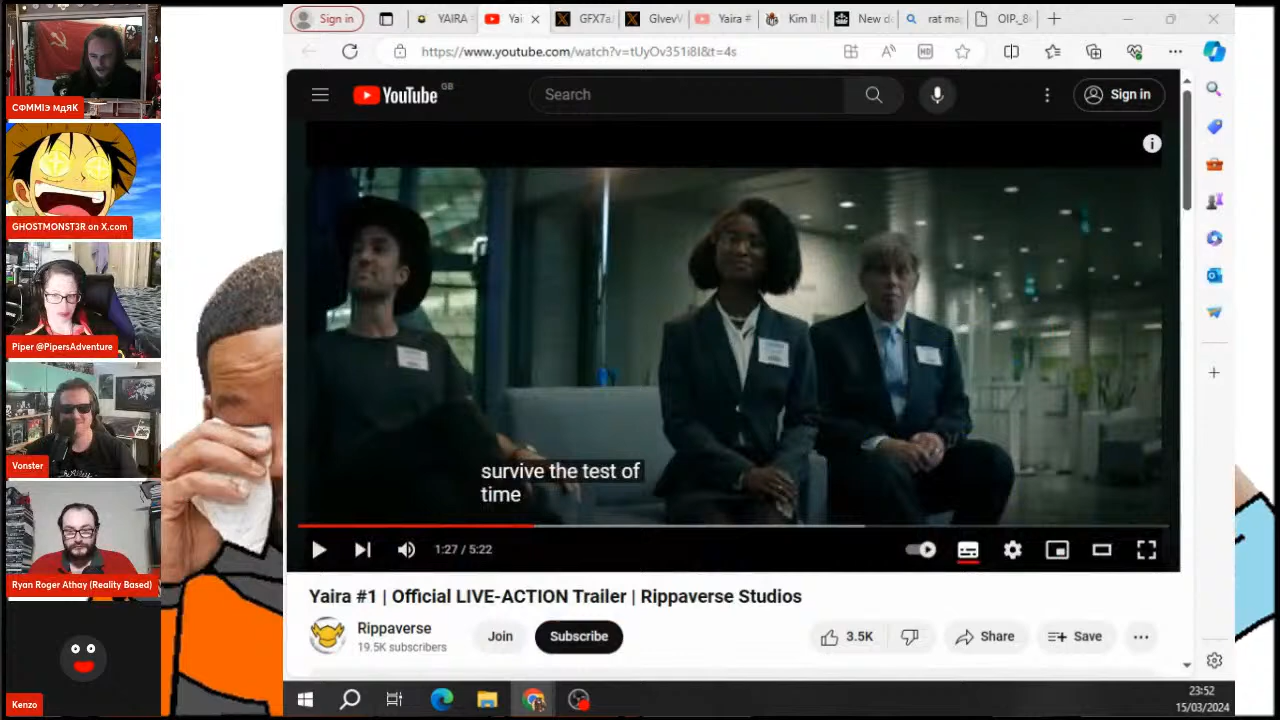 СФММIЭ мдяК
GHOSTMONST3R on X.com
Piper @PipersAdventure
Vonster
Ryan Roger Athay (Reality Based)
Kenzo
Sign in
YAIRA
Yai
GFX7a
GlvevV
Yaira #
Kim Il S
New de
rat ma
OIP_8
https://www.youtube.com/watch?v=tUyOv351i8I&t=4s
YouTube GB
Search
Sign in
survive the test of
time
1:27 / 5:22
Yaira #1 | Official LIVE-ACTION Trailer | Rippaverse Studios
Rippaverse
19.5K subscribers
Join
Subscribe
3.5K
Share
Save
23:52
15/03/2024